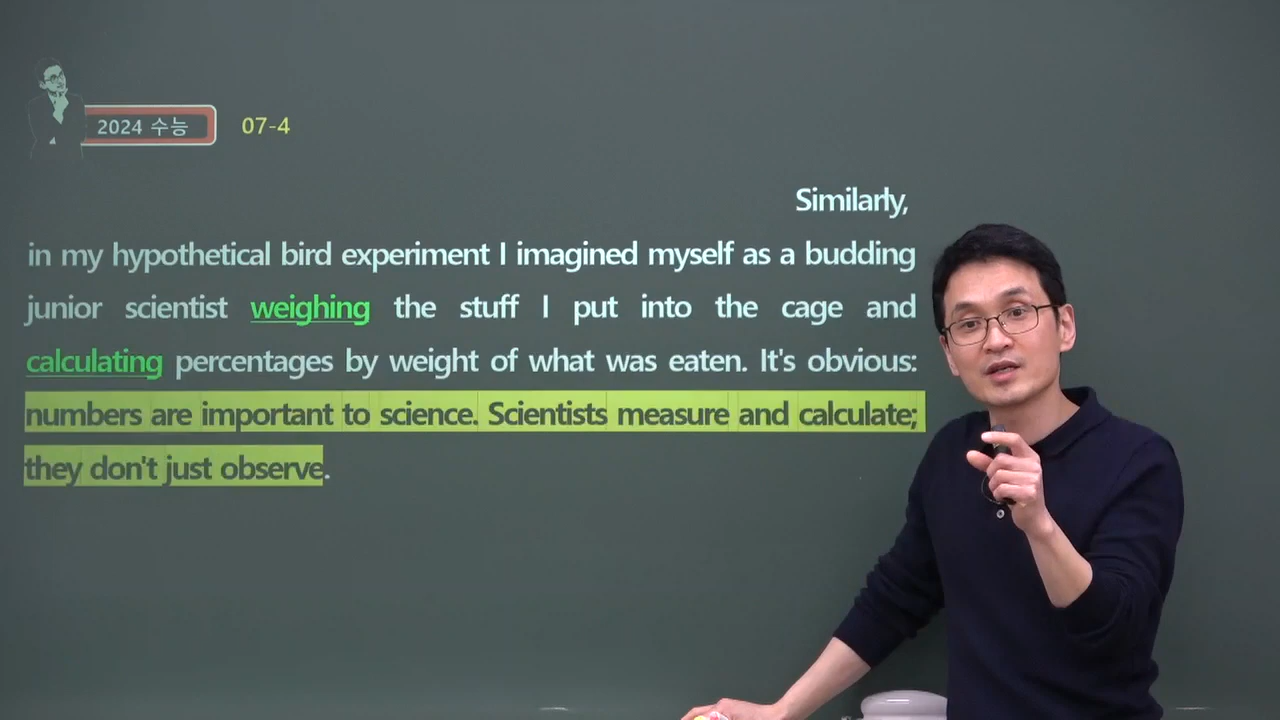 2024 수능 07-4
Similarly,
in my hypothetical bird experiment I imagined myself as a budding
junior scientist weighing the stuff I put into the cage and
calculating percentages by weight of what was eaten. It's obvious:
numbers are important to science. Scientists measure and calculate;
they don't just observe.